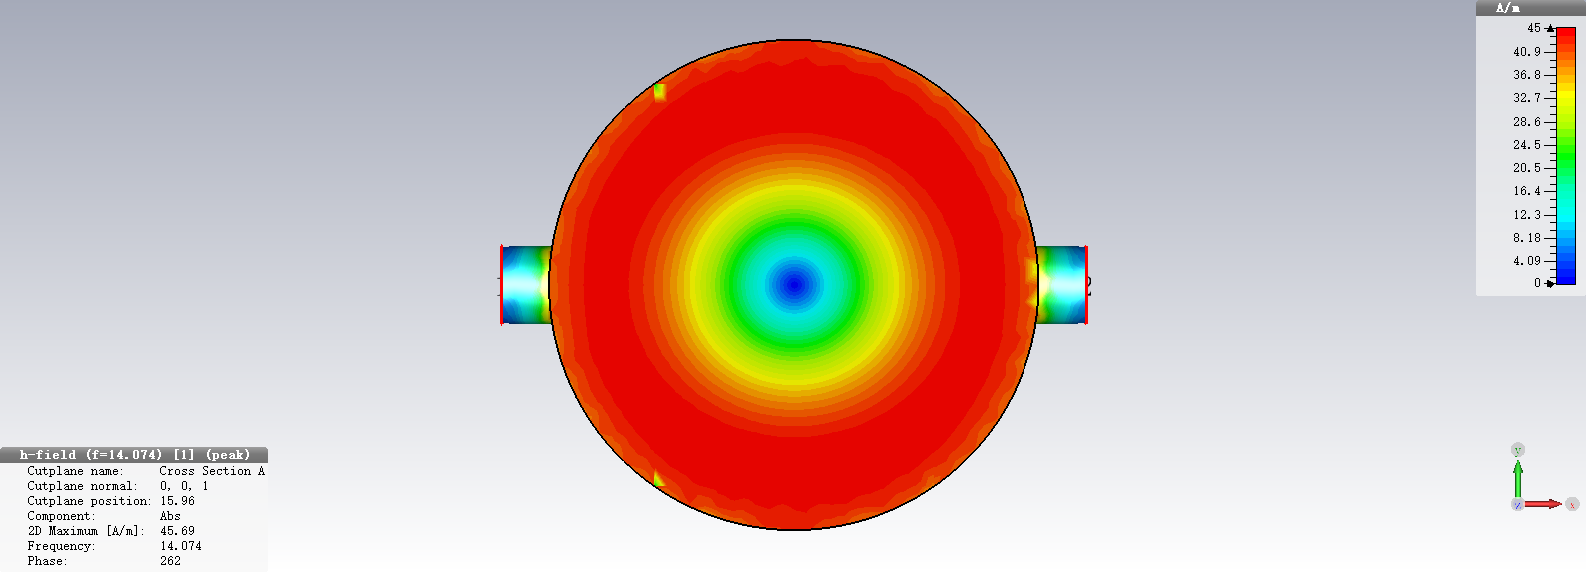 A/m
45
40.9
36.8
32.7
28.6
24.5
20.5
16.4
12.3
8.18
4.09
0
h-field (f=14.074) [1] (peak)
Cutplane name: Cross Section A
Cutplane normal: 0, 0, 1
Cutplane position: 15.96
Component: Abs
2D Maximum [A/m]: 45.69
Frequency: 14.074
Phase: 262
Y
Z
X